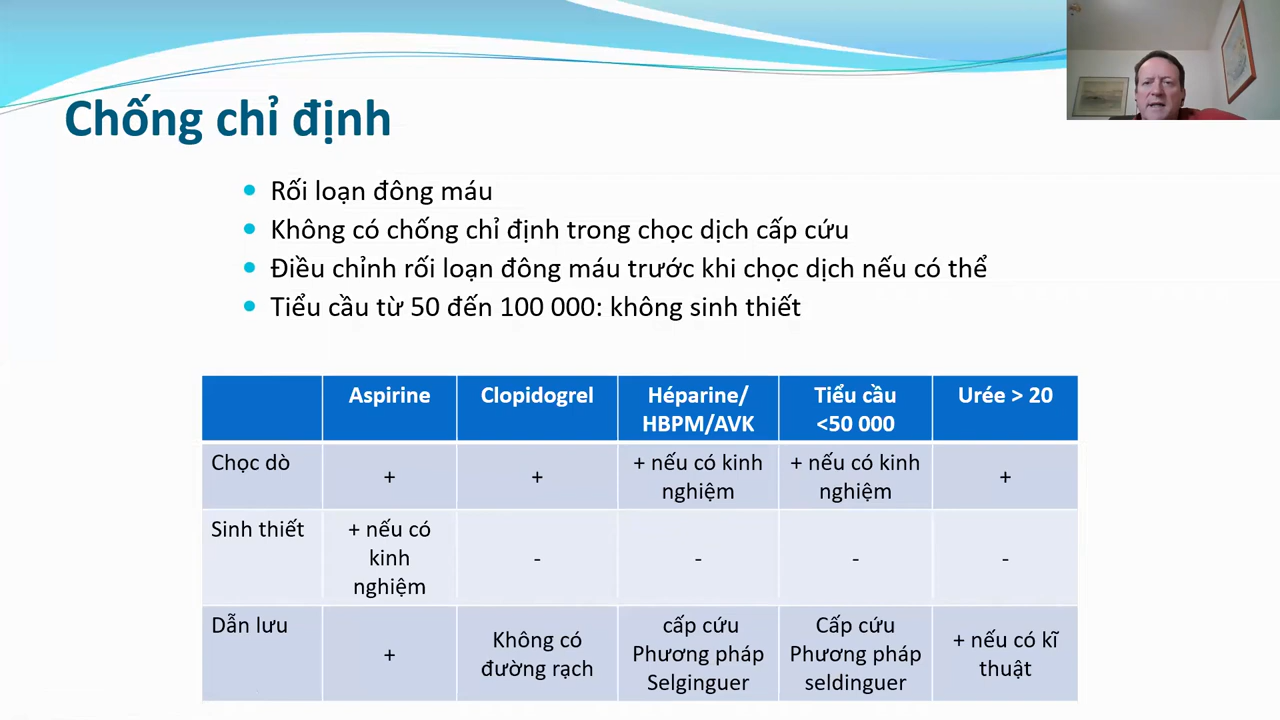 Chống chỉ định
Rối loạn đông máu
Không có chống chỉ định trong chọc dịch cấp cứu
Điều chỉnh rối loạn đông máu trước khi chọc dịch nếu có thể
Tiểu cầu từ 50 đến 100 000: không sinh thiết
Aspirine
Clopidogrel
Héparine/
HBPM/AVK
Tiểu cầu
<50 000
Urée > 20
Chọc dò
+
+
+ nếu có kinh
nghiệm
+ nếu có kinh
nghiệm
+
Sinh thiết
+ nếu có
kinh
nghiệm
-
-
-
-
Dẫn lưu
+
Không có
đường rạch
cấp cứu
Phương pháp
Selginguer
Cấp cứu
Phương pháp
seldinguer
+ nếu có kĩ
thuật